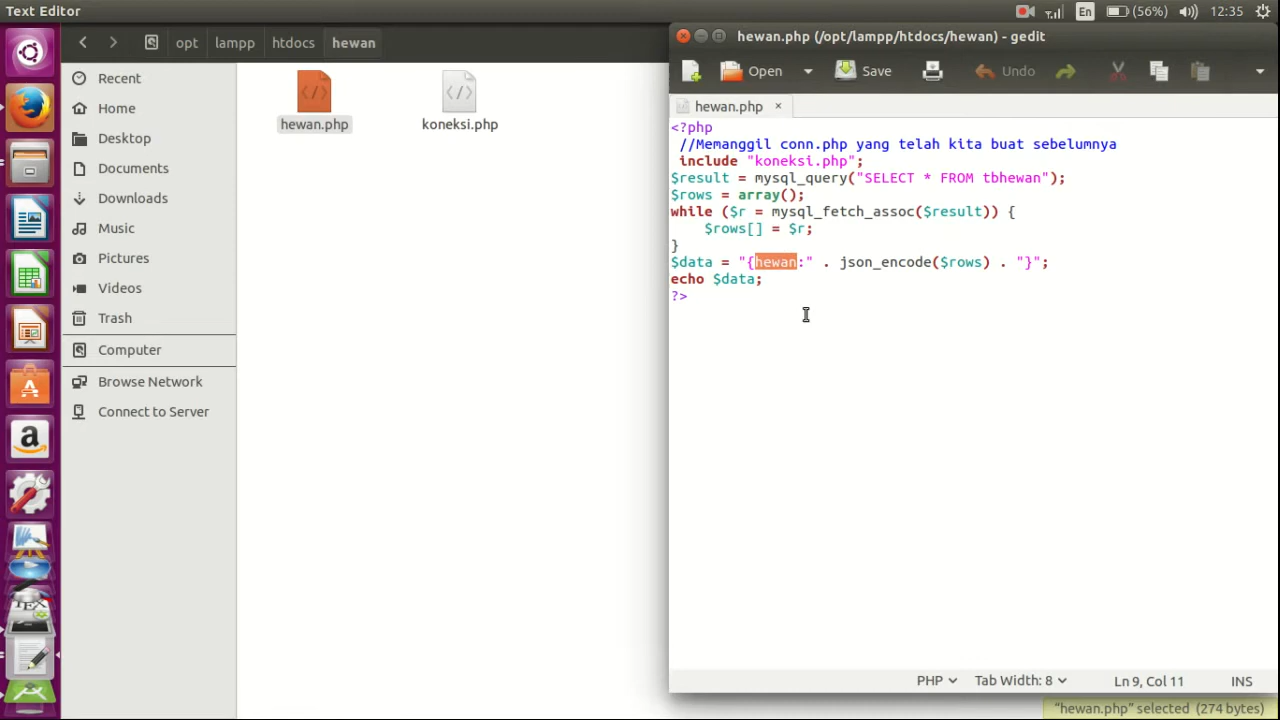 Text Editor
En
(56%)
12:35
opt
lampp
htdocs
hewan
hewan.php (/opt/lampp/htdocs/hewan) - gedit
Open
Save
Undo
Recent
Home
Desktop
Documents
Downloads
Music
Pictures
Videos
Trash
Computer
Browse Network
Connect to Server
hewan.php
koneksi.php
hewan.php ×
<?php
//Memanggil conn.php yang telah kita buat sebelumnya
include "koneksi.php";
$result = mysql_query("SELECT * FROM tbhewan");
$rows = array();
while ($r = mysql_fetch_assoc($result)) {
$rows[] = $r;
}
$data = "{hewan:" . json_encode($rows) . "}";
echo $data;
?>
PHP
Tab Width: 8
Ln 9, Col 11
INS
"hewan.php" selected (274 bytes)